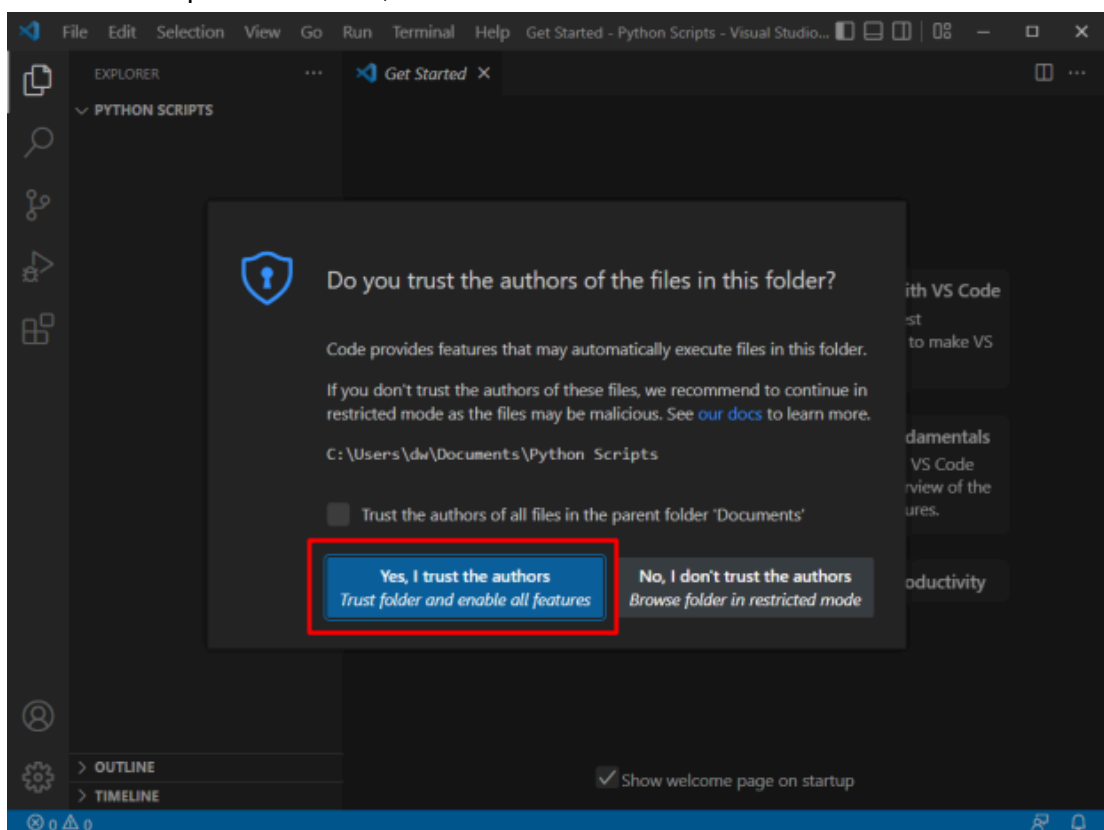 File Edit Selection View Go Run Terminal Help Get Started - Python Scripts - Visual Studio...
EXPLORER
Get Started
PYTHON SCRIPTS
Do you trust the authors of the files in this folder?
Code provides features that may automatically execute files in this folder.
If you don't trust the authors of these files, we recommend to continue in
restricted mode as the files may be malicious. See our docs to learn more.
C:\Users\dw\Documents\Python Scripts
Trust the authors of all files in the parent folder 'Documents'
Yes, I trust the authors
Trust folder and enable all features
No, I don't trust the authors
Browse folder in restricted mode
ith VS Code
to make VS
damentals
VS Code
rview of the
ures.
oductivity
OUTLINE
TIMELINE
Show welcome page on startup
0 0